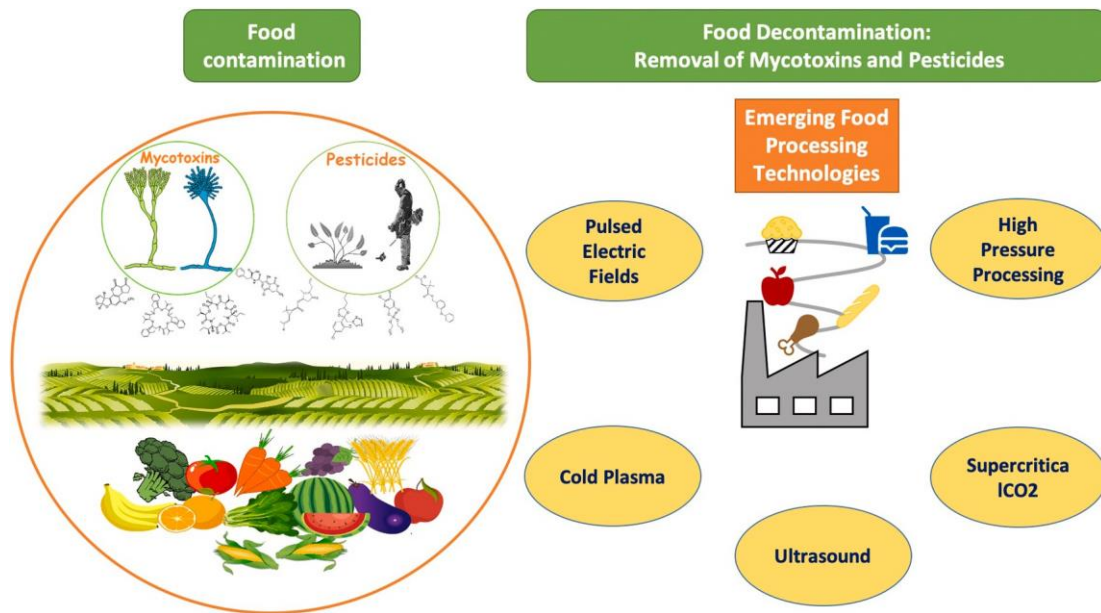 Food
contamination
Mycotoxins
Pesticides
Food Decontamination:
Removal of Mycotoxins and Pesticides
Emerging Food
Processing
Technologies
Pulsed
Electric
Fields
High
Pressure
Processing
Cold Plasma
Supercritica
lCO2
Ultrasound